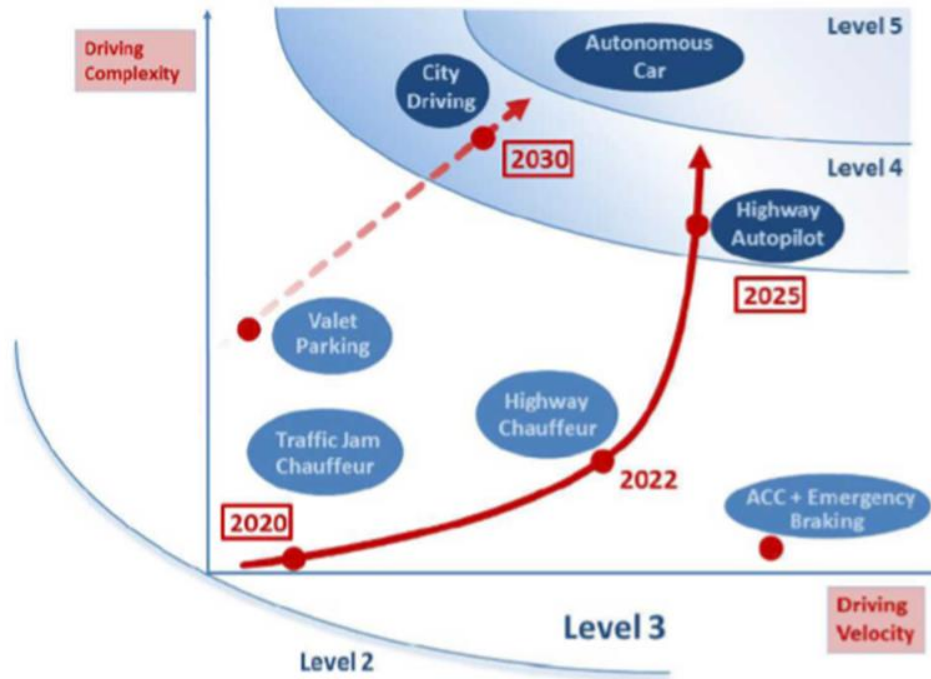 Driving
Complexity
Level 5
Autonomous
Car
City
Driving
2030
Level 4
Highway
Autopilot
2025
Valet
Parking
Highway
Chauffeur
Traffic Jam
Chauffeur
2022
2020
ACC + Emergency
Braking
Level 3
Driving
Velocity
Level 2